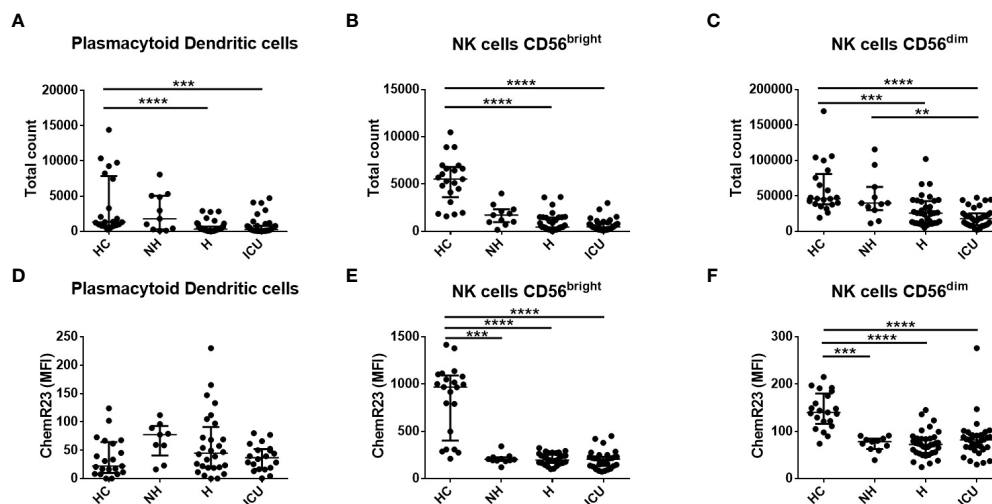 A
Plasmacytoid Dendritic cells
Total count
20000
15000
10000
5000
0
***
****
HC
NH
H
ICU
B
NK cells CD56bright
Total count
15000
10000
5000
0
****
****
HC
NH
H
ICU
C
NK cells CD56dim
Total count
200000
150000
100000
50000
0
****
***
**
HC
NH
H
ICU
D
Plasmacytoid Dendritic cells
ChemR23 (MFI)
250
200
150
100
50
0
HC
NH
H
ICU
E
NK cells CD56bright
ChemR23 (MFI)
1500
1000
500
0
****
****
***
HC
NH
H
ICU
F
NK cells CD56dim
ChemR23 (MFI)
300
200
100
0
****
****
***
HC
NH
H
ICU